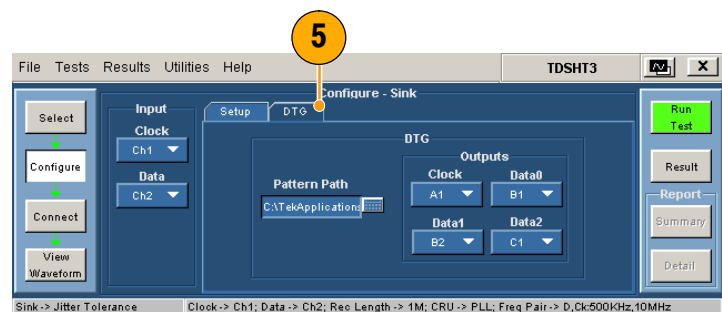 5
File Tests Results Utilities Help
TDSHT3
X
Configure - Sink
Select
Configure
Connect
View
Waveform
Input
Clock
Ch1
Data
Ch2
Setup
DTG
DTG
Pattern Path
C:\TekApplications
Outputs
Clock
Data0
A1
B1
Data1
Data2
B2
C1
Run
Test
Result
Report
Summary
Detail
Sink-> Jitter Tolerance
Clock-> Ch1; Data -> Ch2; Rec Length -> 1M; CRU -> PLL; Freq Pair-> D,Ck:500KHz,10MHz